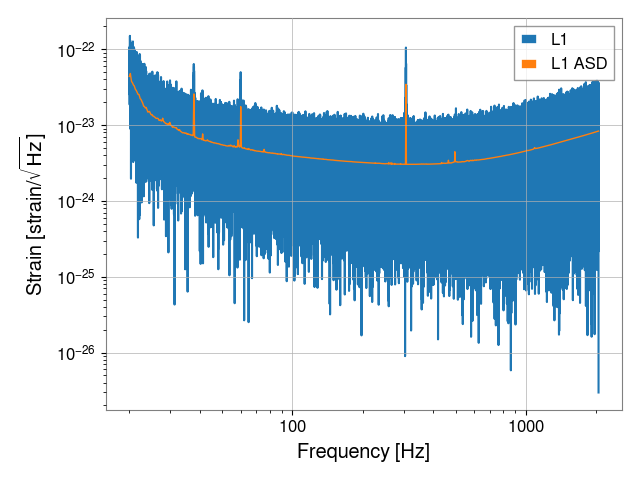 L1
L1 ASD
10⁻²²
10⁻²³
10⁻²⁴
10⁻²⁵
10⁻²⁶
Strain [strain/√Hz]
100
1000
Frequency [Hz]